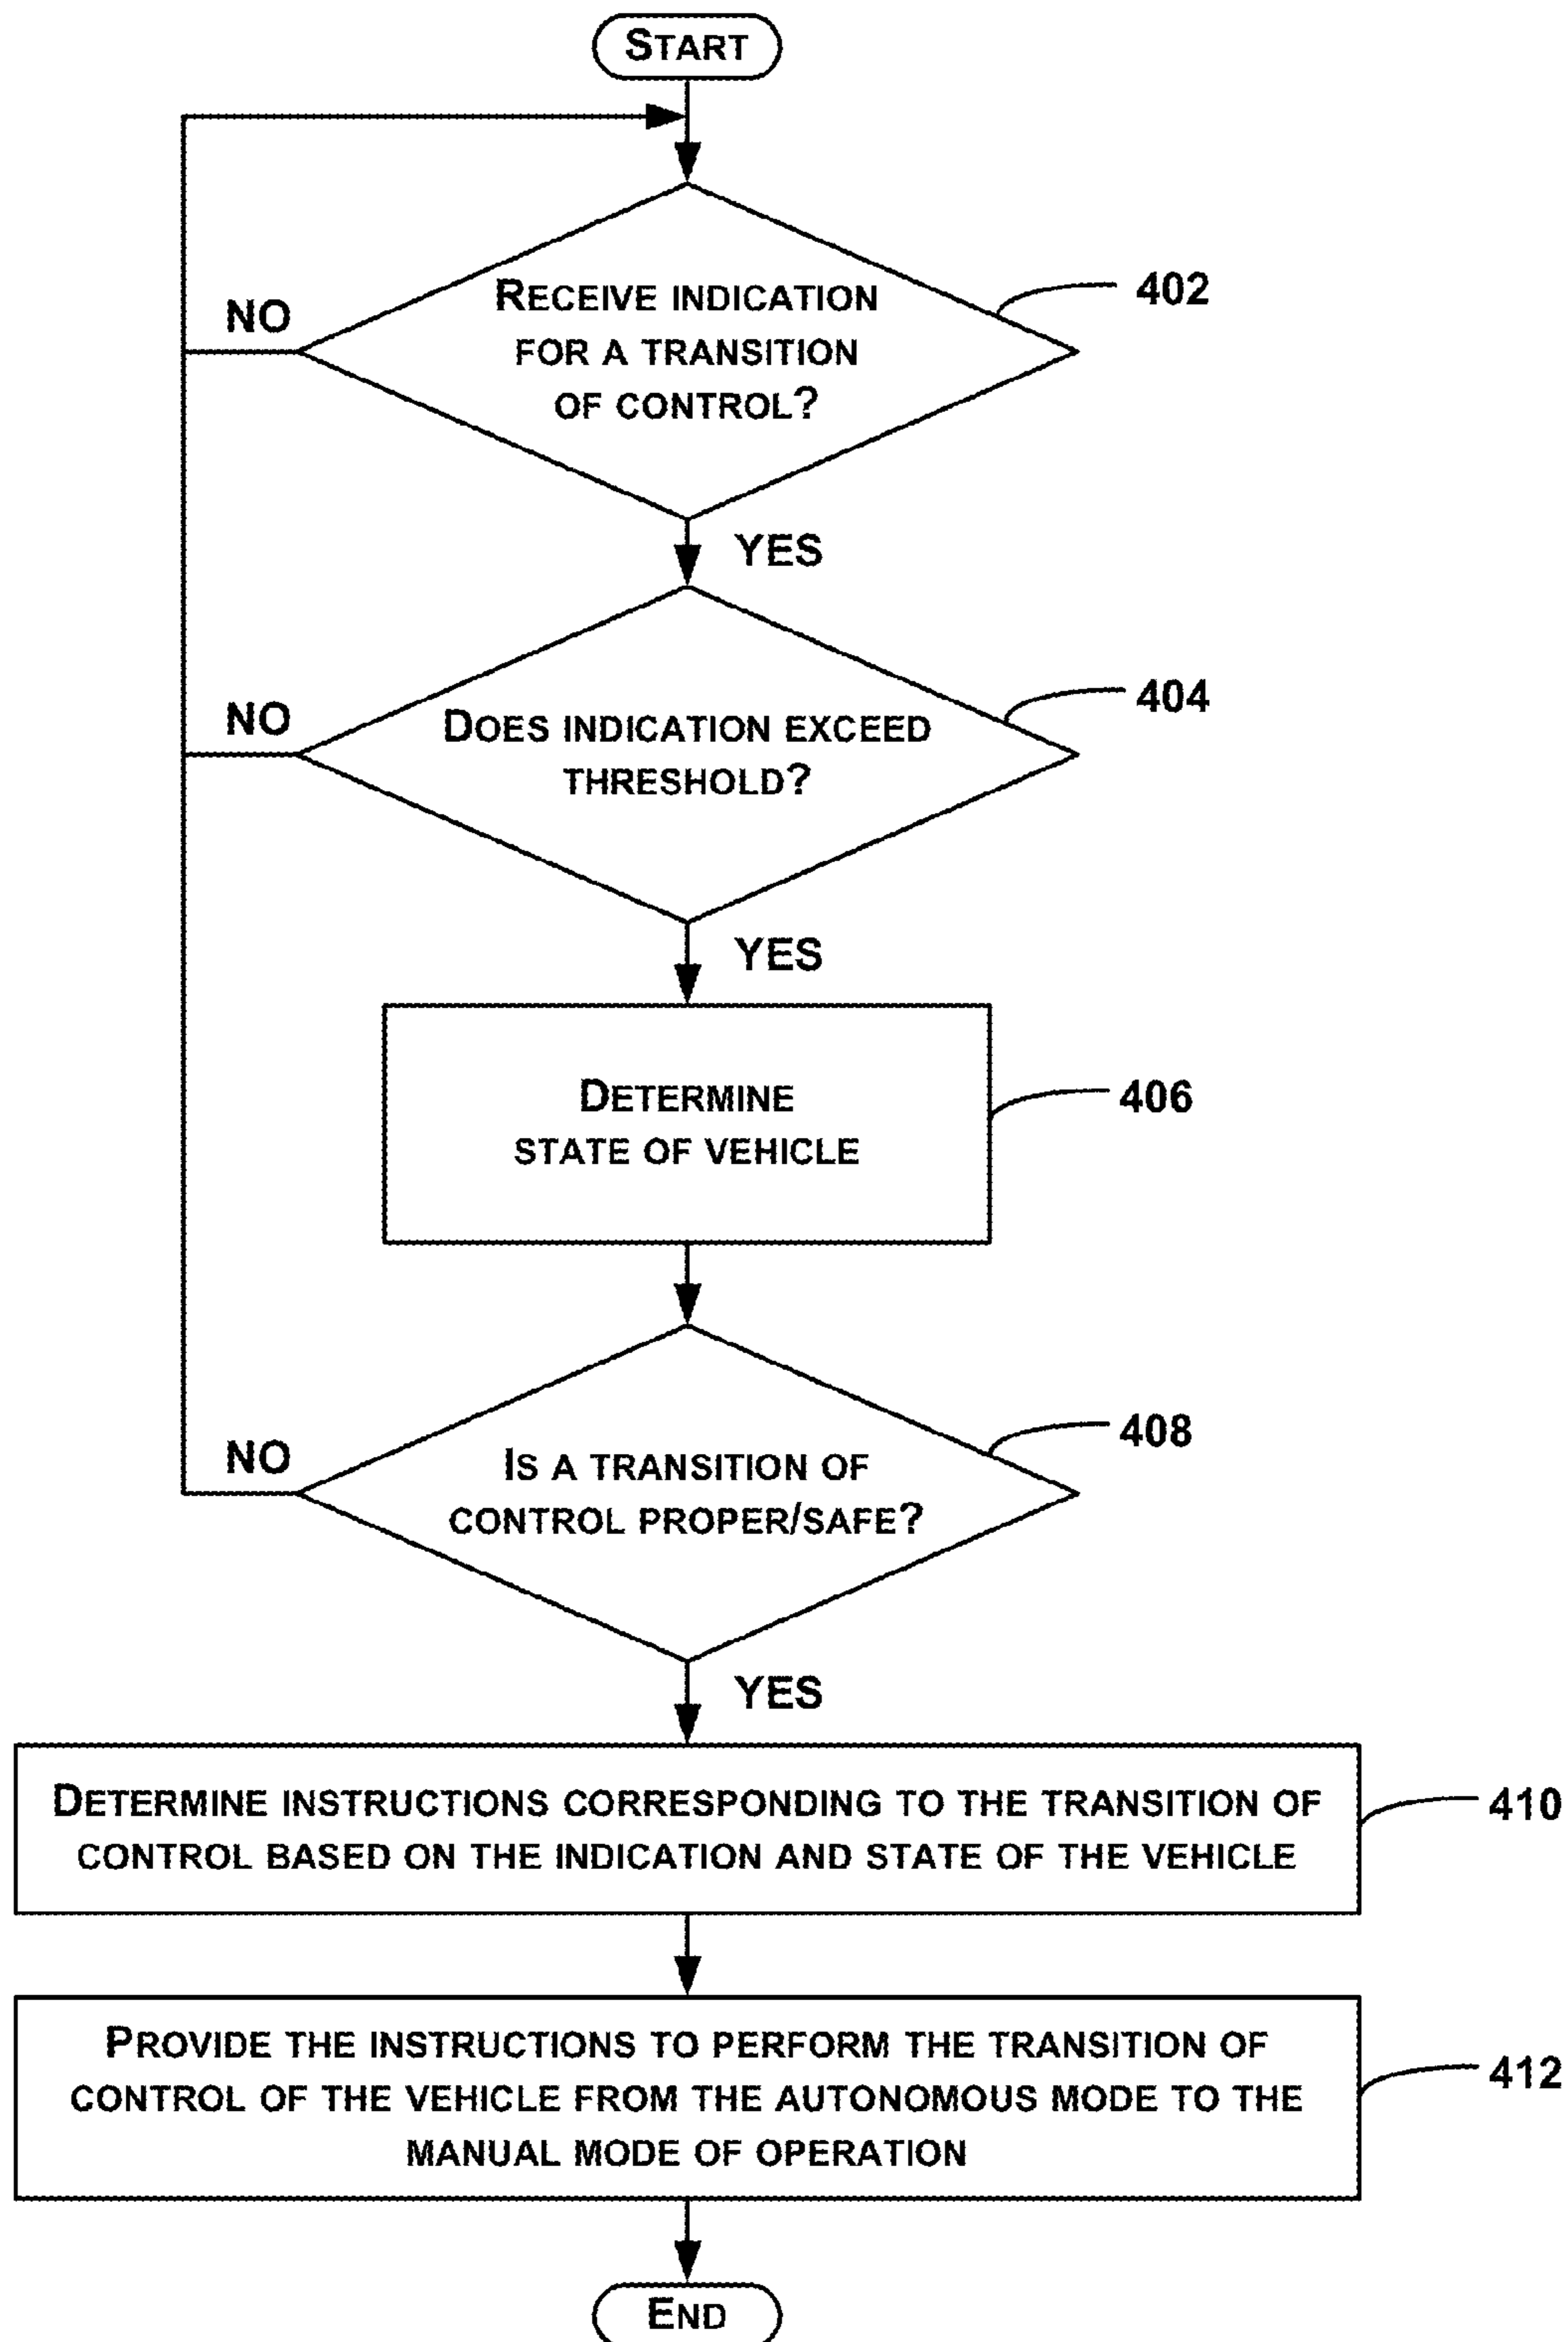 START
RECEIVE INDICATION
FOR A TRANSITION
OF CONTROL?
402
NO
YES
DOES INDICATION EXCEED
THRESHOLD?
404
NO
YES
DETERMINE
STATE OF VEHICLE
406
IS A TRANSITION OF
CONTROL PROPER/SAFE?
408
NO
YES
DETERMINE INSTRUCTIONS CORRESPONDING TO THE TRANSITION OF
CONTROL BASED ON THE INDICATION AND STATE OF THE VEHICLE
410
PROVIDE THE INSTRUCTIONS TO PERFORM THE TRANSITION OF
CONTROL OF THE VEHICLE FROM THE AUTONOMOUS MODE TO THE
MANUAL MODE OF OPERATION
412
END